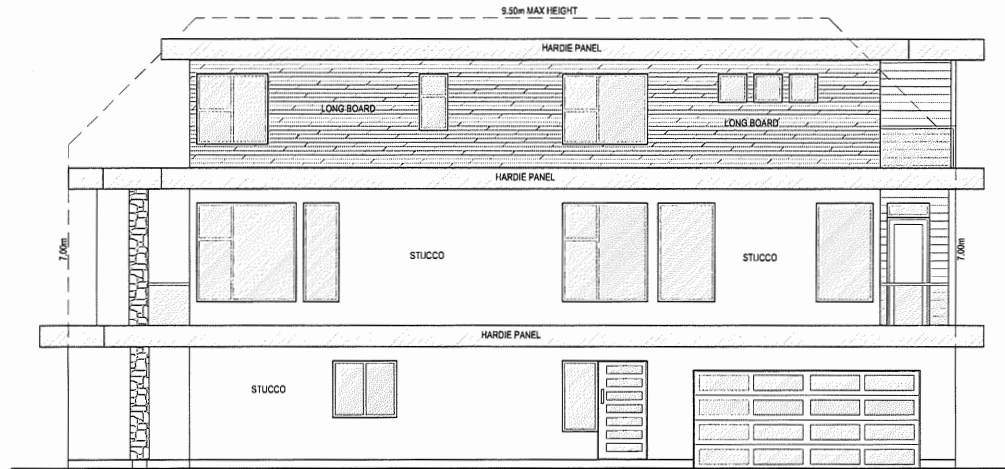 9.50m MAX HEIGHT
HARDIE PANEL
LONG BOARD
LONG BOARD
HARDIE PANEL
7.00m
STUCCO
STUCCO
7.00m
HARDIE PANEL
STUCCO